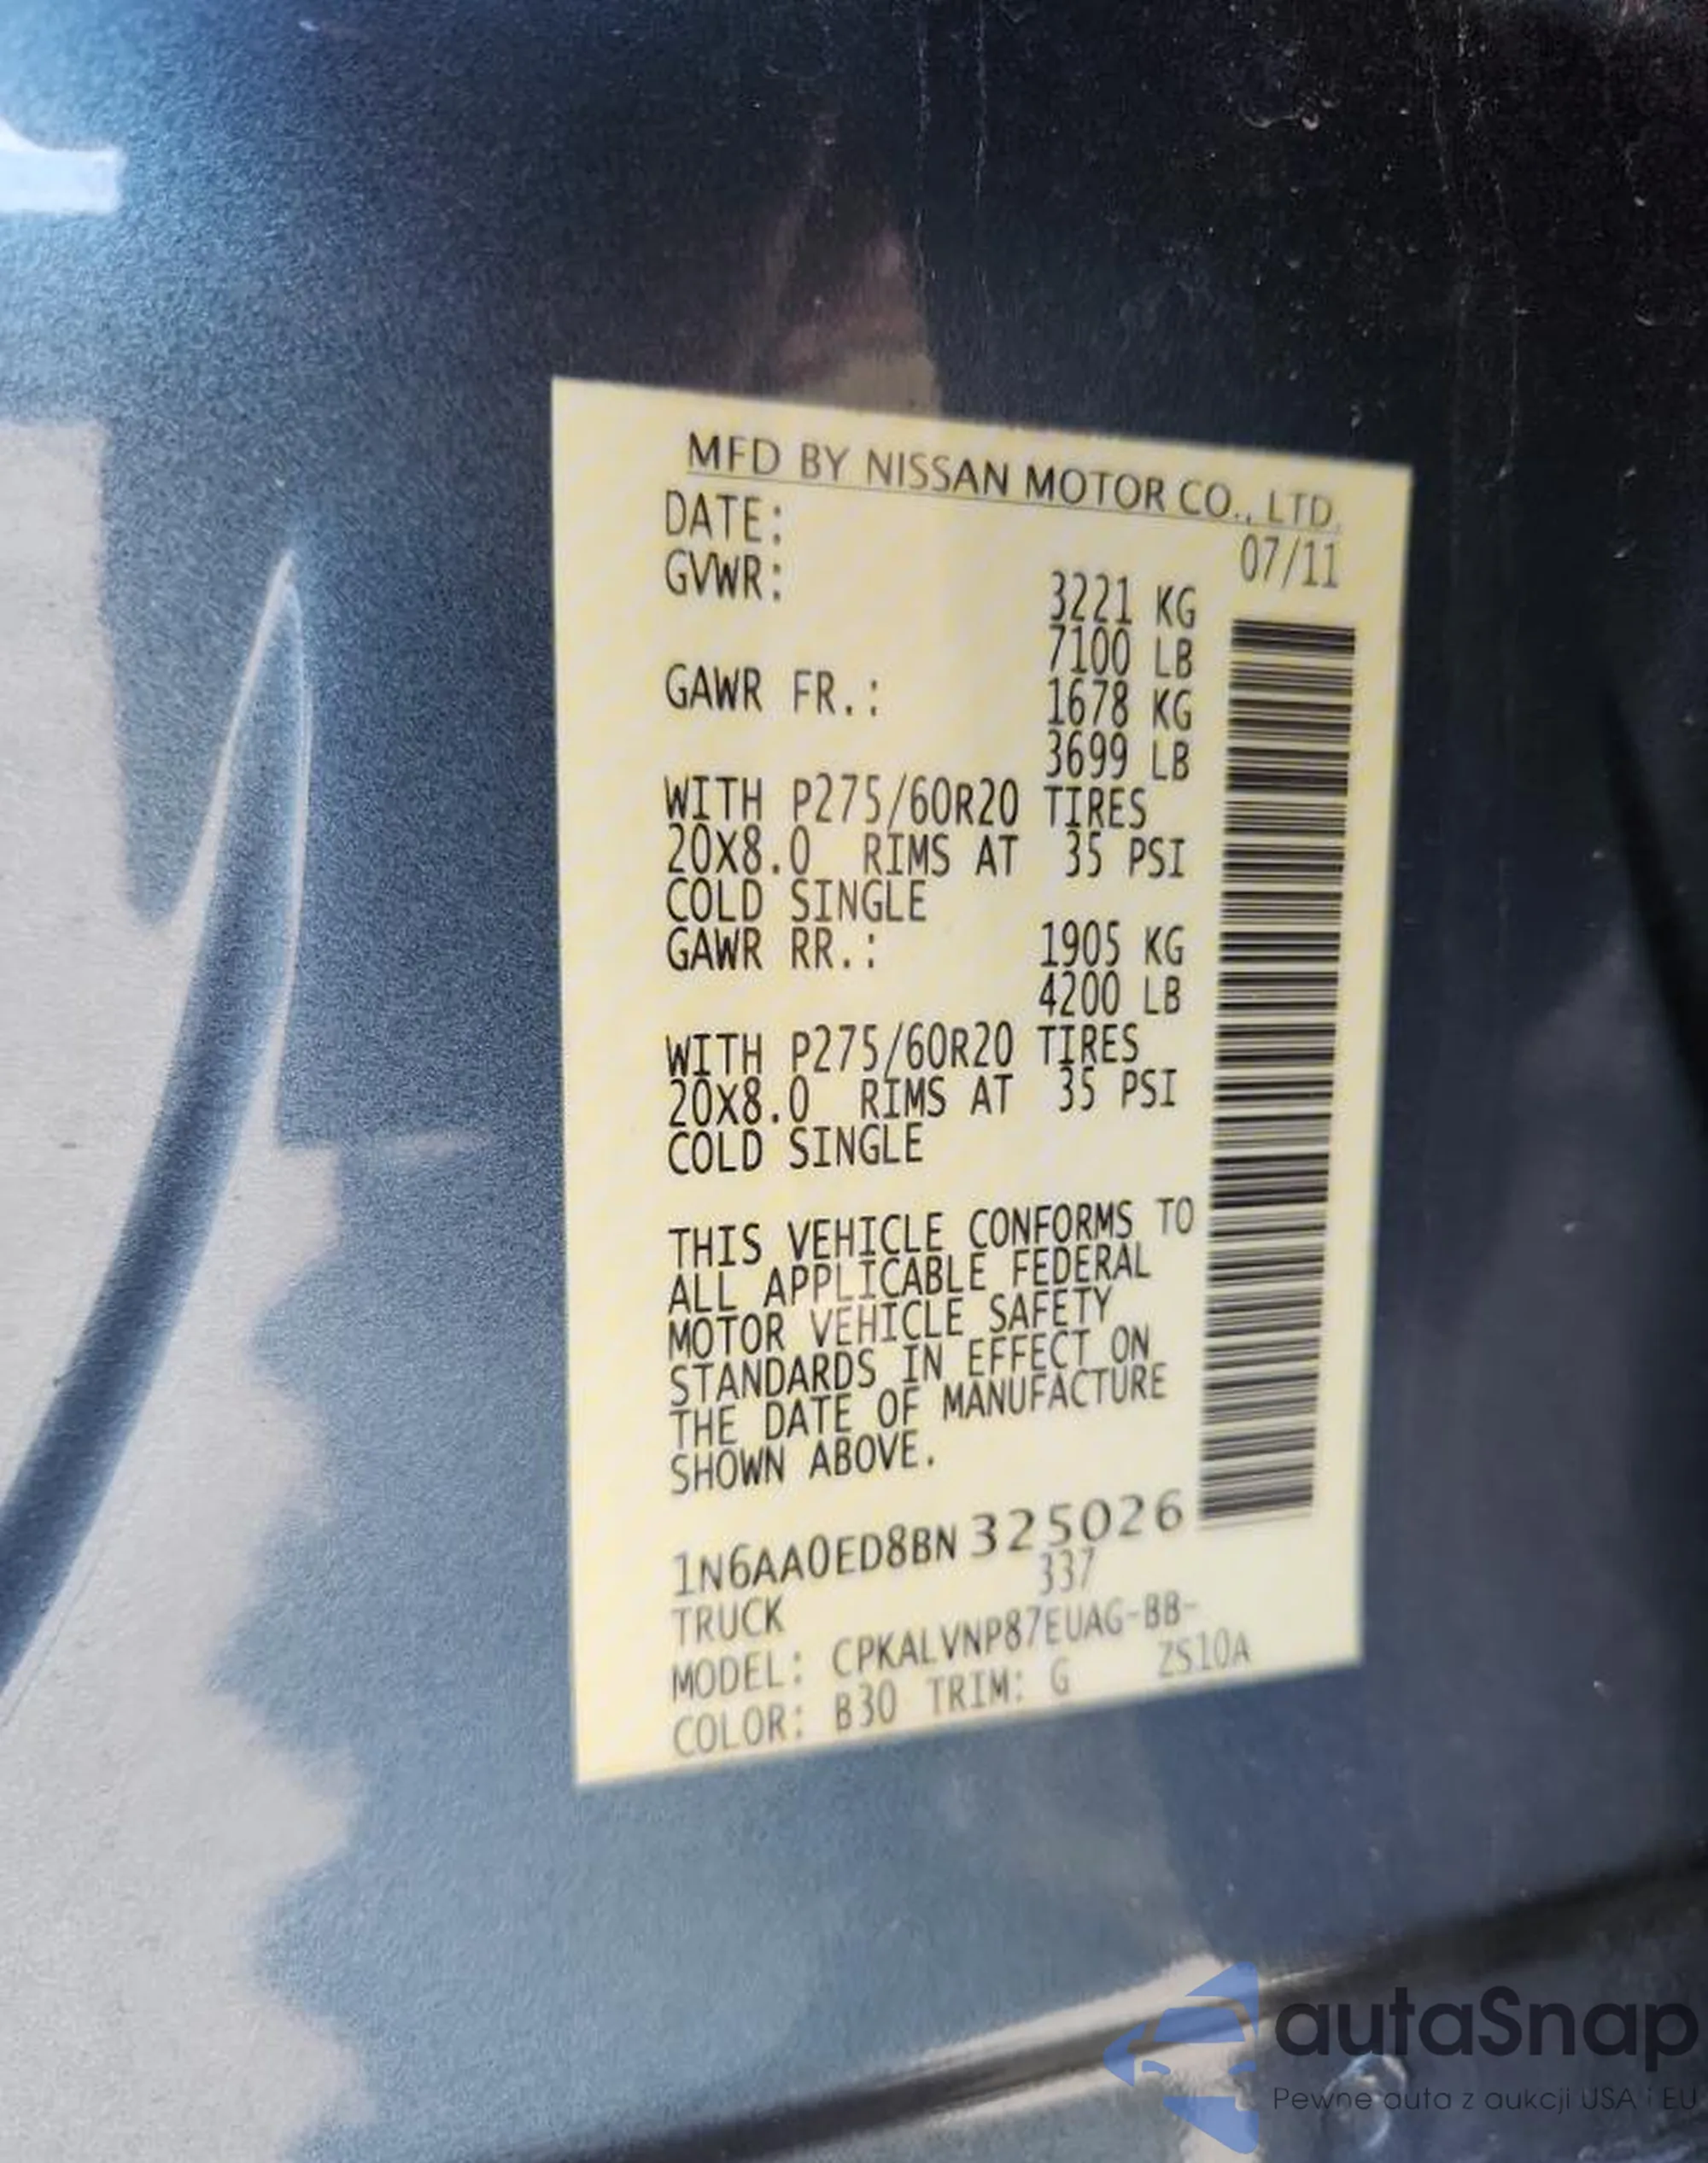 MFD BY NISSAN MOTOR CO., LTD.
DATE: 07/11
GVWR: 3221 KG
7100 LB
GAWR FR.: 1678 KG
3699 LB
WITH P275/60R20 TIRES
20X8.0 RIMS AT 35 PSI
COLD SINGLE
GAWR RR.: 1905 KG
4200 LB
WITH P275/60R20 TIRES
20X8.0 RIMS AT 35 PSI
COLD SINGLE
THIS VEHICLE CONFORMS TO
ALL APPLICABLE FEDERAL
MOTOR VEHICLE SAFETY
STANDARDS IN EFFECT ON
THE DATE OF MANUFACTURE
SHOWN ABOVE.
1N6AA0ED8BN325026
TRUCK 337
MODEL: CPKALVNP87EUAG-BB-
COLOR: B30 TRIM: G ZS10A
autaSnap
Pewne auta z aukcji USA i EU